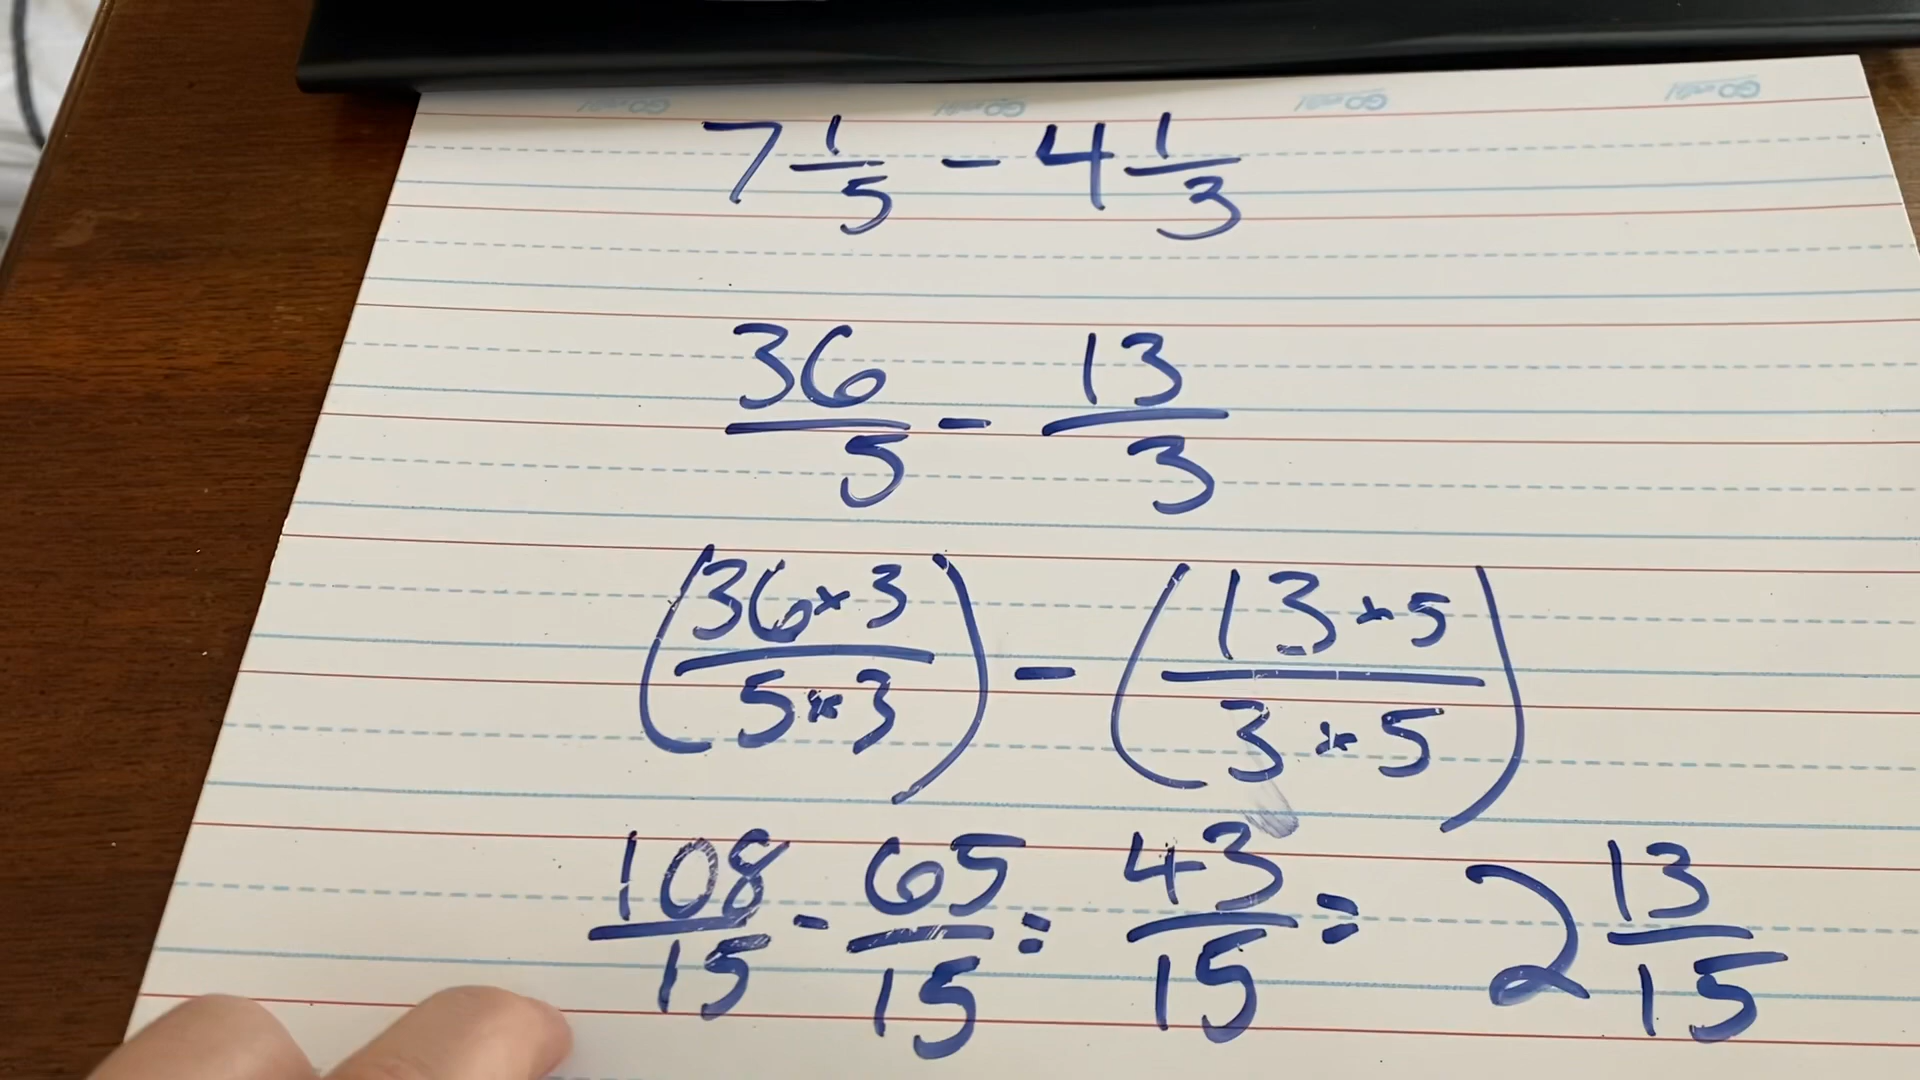 7 1/5 - 4 1/3
36/5 - 13/3
(36×3/5×3) - (13×5/3×5)
108/15 - 65/15 = 43/15 = 2 13/15